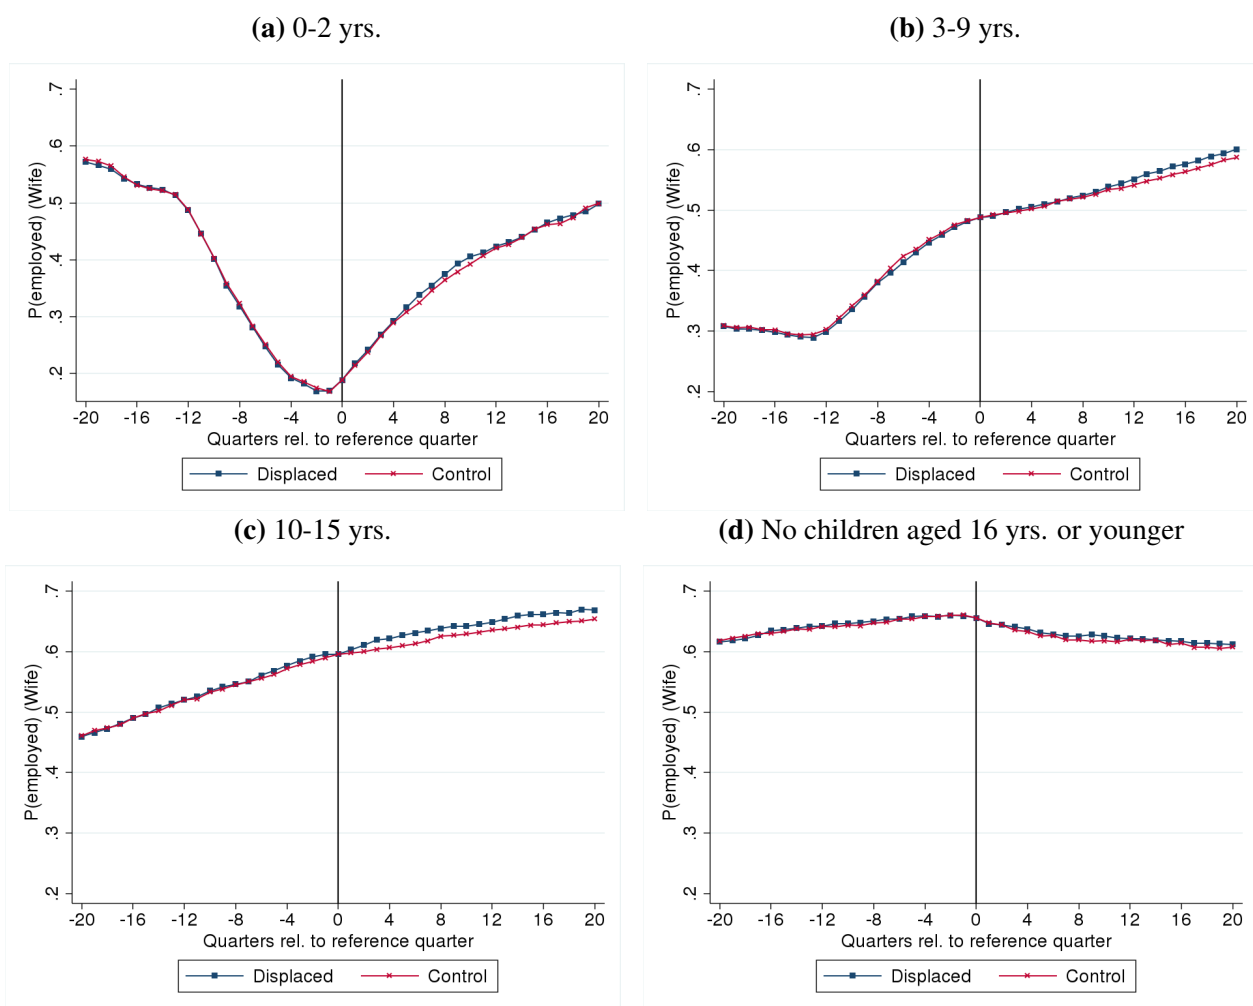 (a) 0-2 yrs.
P(employed) (Wife)
.7
.6
.5
.4
.3
.2
-20 -16 -12 -8 -4 0 4 8 12 16 20
Quarters rel. to reference quarter
Displaced Control
(b) 3-9 yrs.
P(employed) (Wife)
.7
.6
.5
.4
.3
.2
-20 -16 -12 -8 -4 0 4 8 12 16 20
Quarters rel. to reference quarter
Displaced Control
(c) 10-15 yrs.
P(employed) (Wife)
.7
.6
.5
.4
.3
.2
-20 -16 -12 -8 -4 0 4 8 12 16 20
Quarters rel. to reference quarter
Displaced Control
(d) No children aged 16 yrs. or younger
P(employed) (Wife)
.7
.6
.5
.4
.3
.2
-20 -16 -12 -8 -4 0 4 8 12 16 20
Quarters rel. to reference quarter
Displaced Control